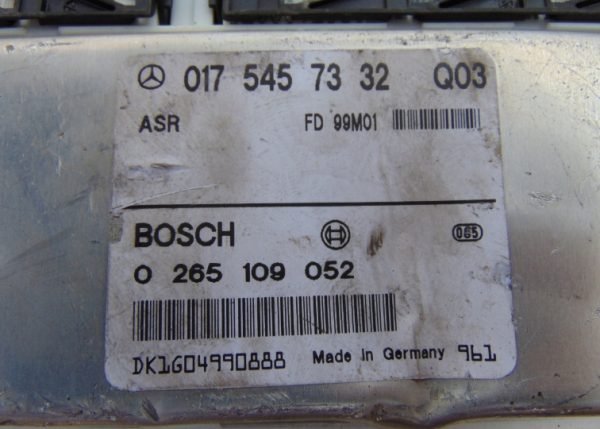 017 545 73 32 Q03
ASR FD 99M01
BOSCH 065
0 265 109 052
DK1G04990888 Made in Germany 961